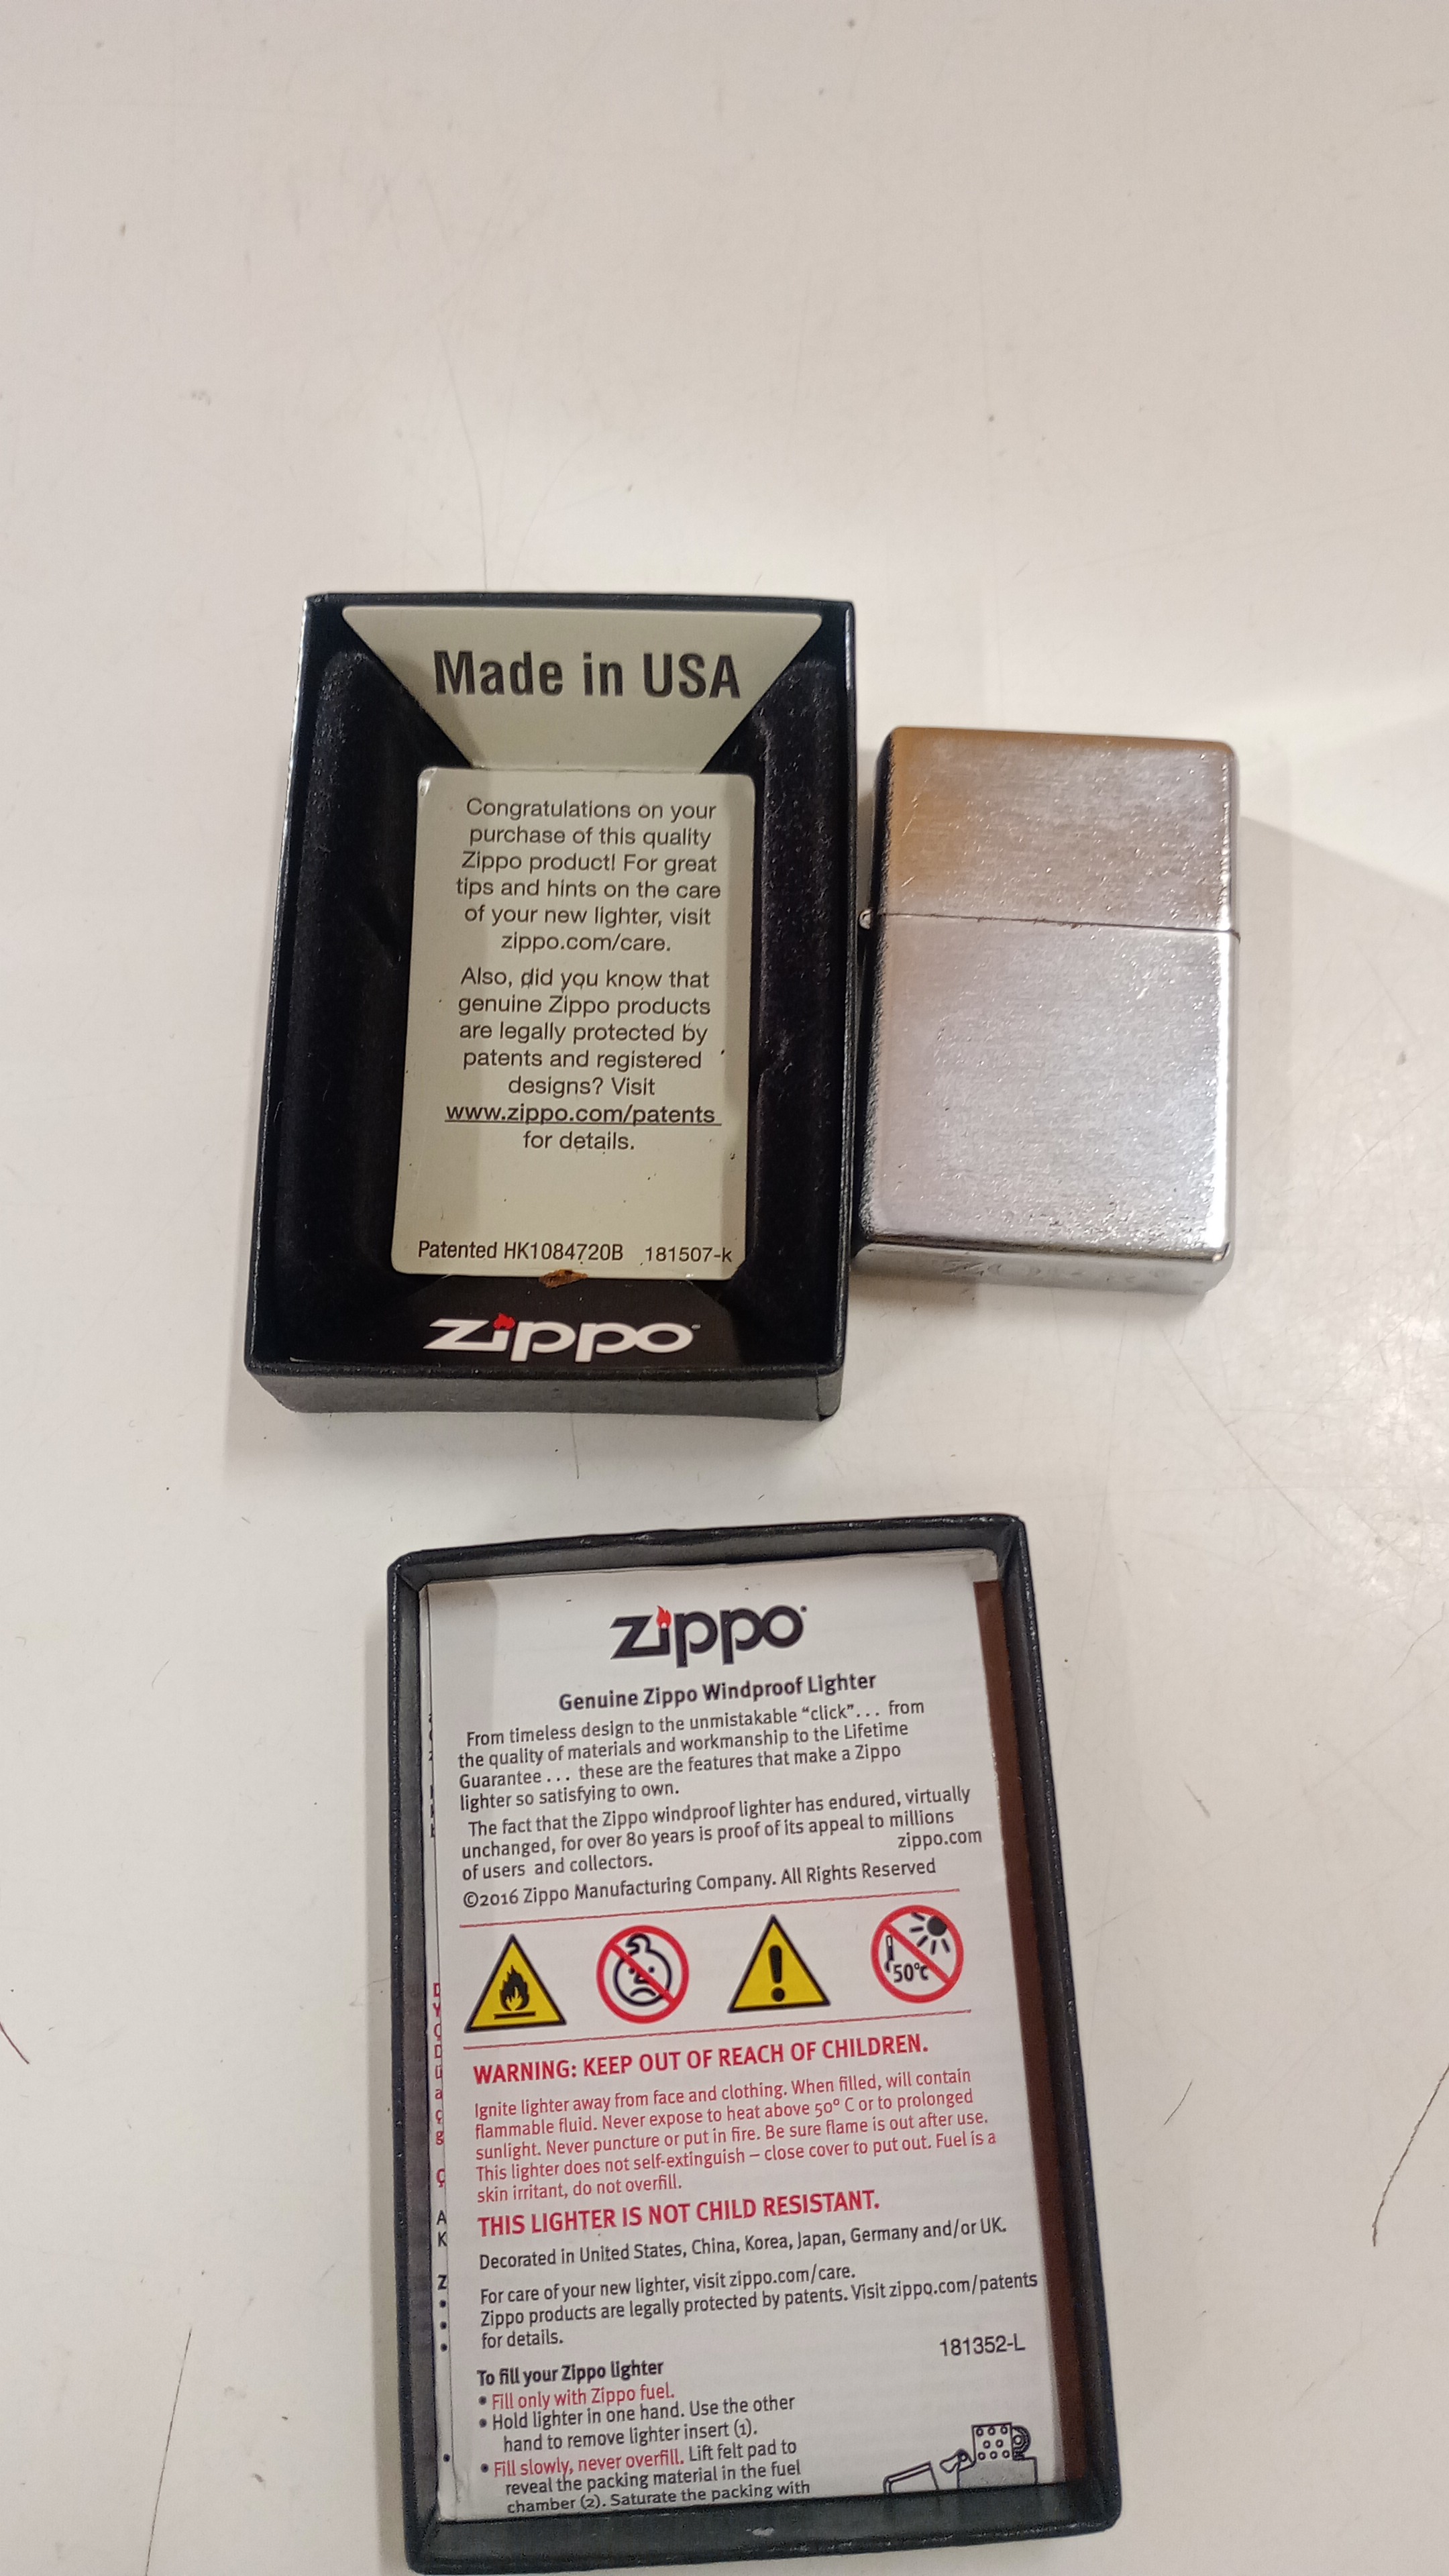 Made in USA
Congratulations on your
purchase of this quality
Zippo product! For great
tips and hints on the care
of your new lighter, visit
zippo.com/care.
Also, did you know that
genuine Zippo products
are legally protected by
patents and registered
designs? Visit
www.zippo.com/patents
for details.
Patented HK1084720B 181507-k
zippo
zippo
Genuine Zippo Windproof Lighter
From timeless design to the unmistakable “click”... from
the quality of materials and workmanship to the Lifetime
Guarantee... these are the features that make a Zippo
lighter so satisfying to own.
The fact that the Zippo windproof lighter has endured, virtually
unchanged, for over 80 years is proof of its appeal to millions
of users and collectors. zippo.com
©2016 Zippo Manufacturing Company. All Rights Reserved
50°C
WARNING: KEEP OUT OF REACH OF CHILDREN.
Ignite lighter away from face and clothing. When filled, will contain
flammable fluid. Never expose to heat above 50° C or to prolonged
sunlight. Never puncture or put in fire. Be sure flame is out after use.
This lighter does not self-extinguish – close cover to put out. Fuel is a
skin irritant, do not overfill.
THIS LIGHTER IS NOT CHILD RESISTANT.
Decorated in United States, China, Korea, Japan, Germany and/or UK.
For care of your new lighter, visit zippo.com/care.
Zippo products are legally protected by patents. Visit zippo.com/patents
for details.
181352-L
To fill your Zippo lighter
• Fill only with Zippo fuel.
• Hold lighter in one hand. Use the other
hand to remove lighter insert (1).
• Fill slowly, never overfill. Lift felt pad to
reveal the packing material in the fuel
chamber (2). Saturate the packing with